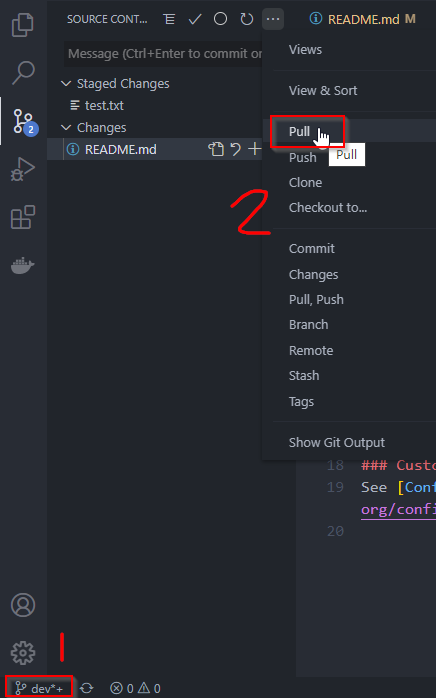 SOURCE CONT...
README.md M
Message (Ctrl+Enter to commit or
Views
Staged Changes
View & Sort
test.txt
Changes
Pull
README.md
2
Pull
Push
Clone
2
Checkout to...
Commit
Changes
Pull, Push
Branch
Remote
Stash
Tags
Show Git Output
18 ### Custo
19 See [Conf
org/confi
20
1
dev*+
0 0